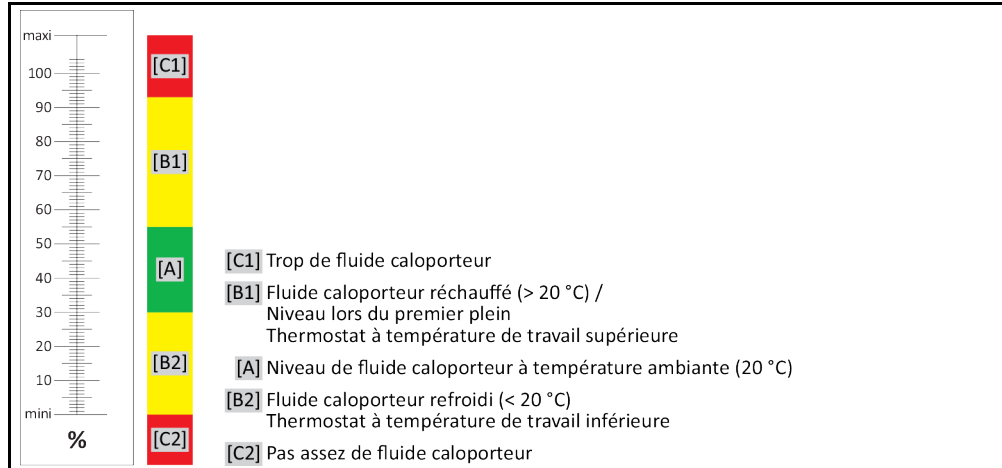 maxi
100
90
80
70
60
50
40
30
20
10
mini
%
[C1]
[B1]
[A]
[B2]
[C2]
[C1] Trop de fluide caloporteur
[B1] Fluide caloporteur réchauffé (> 20 °C) /
Niveau lors du premier plein
Thermostat à température de travail supérieure
[A] Niveau de fluide caloporteur à température ambiante (20 °C)
[B2] Fluide caloporteur refroidi (< 20 °C)
Thermostat à température de travail inférieure
[C2] Pas assez de fluide caloporteur